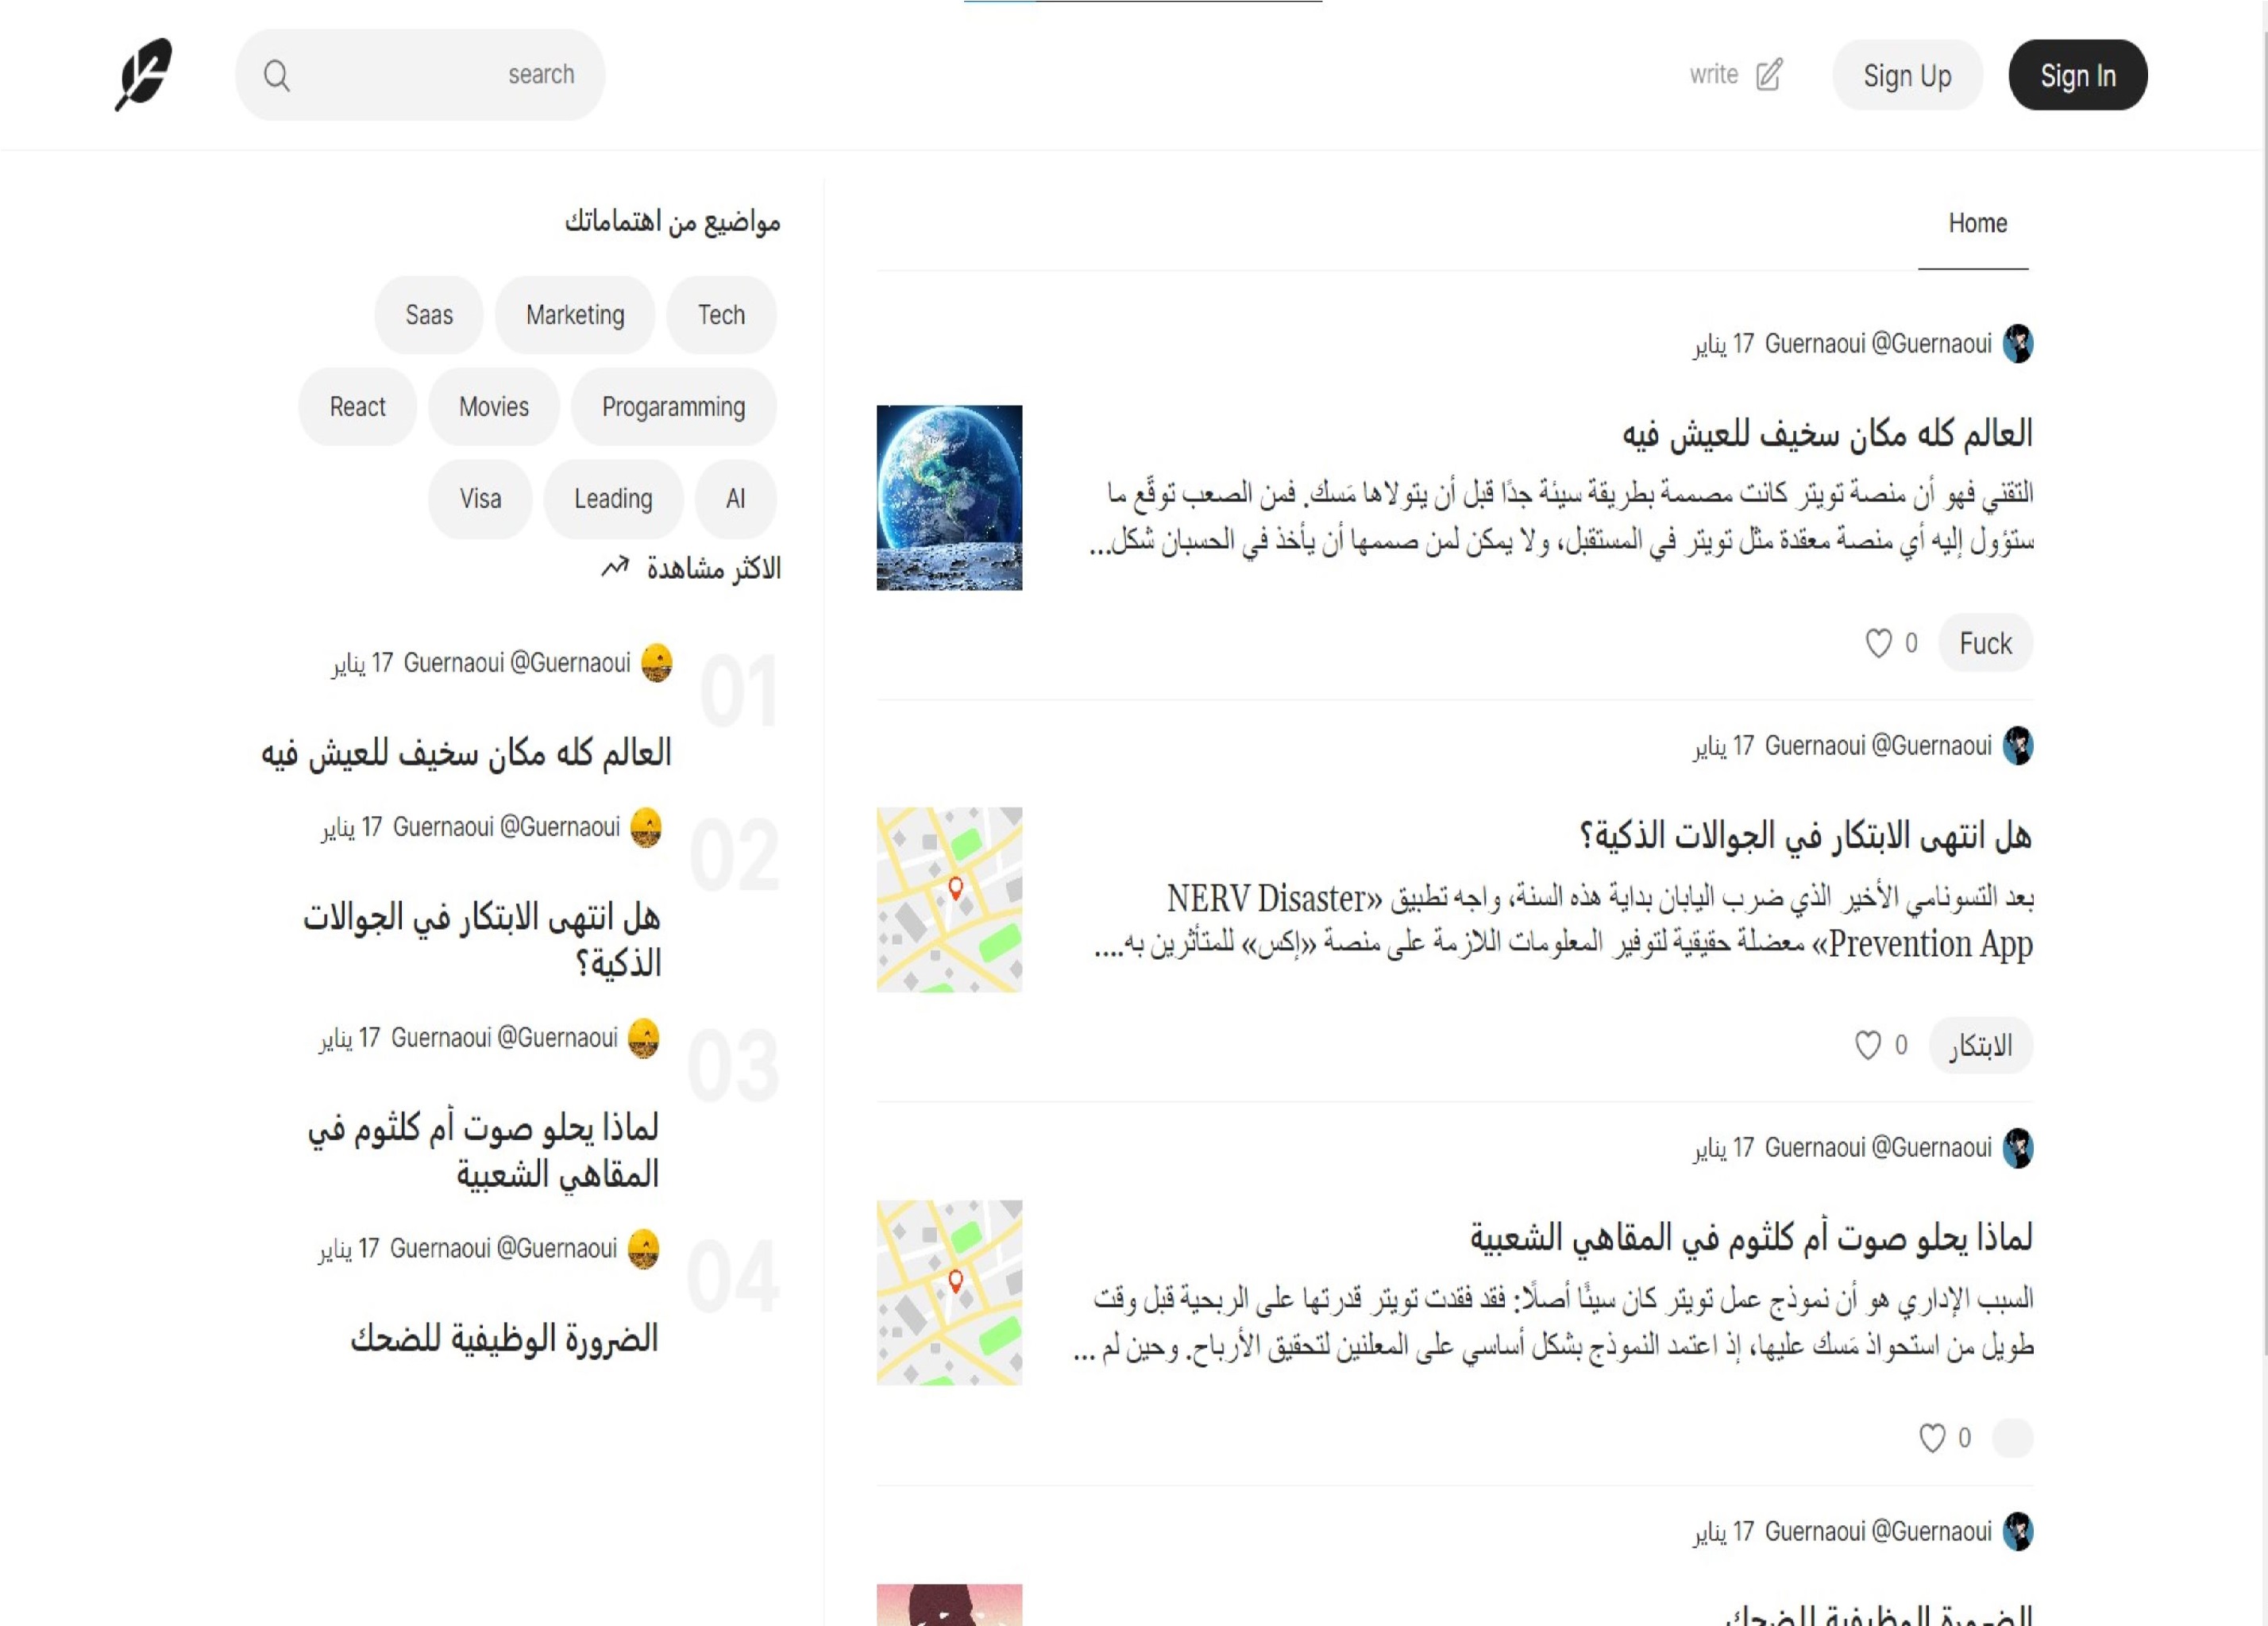 search
write
Sign Up
Sign In
Home
Guernaoui @Guernaoui 17 يناير
العالم كله مكان سخيف للعيش فيه
التقني فهو أن منصة تويتر كانت مصممة بطريقة سيئة جدًا قبل أن يتولاها مَسك. فمن الصعب توقّع ما
ستؤول إليه أي منصة معقدة مثل تويتر في المستقبل، ولا يمكن لمن صممها أن يأخذ في الحسبان شكل...
Fuck 0
Guernaoui @Guernaoui 17 يناير
هل انتهى الابتكار في الجوالات الذكية؟
بعد التسونامي الأخير الذي ضرب اليابان بداية هذه السنة، واجه تطبيق «NERV Disaster
Prevention App» معضلة حقيقية لتوفير المعلومات اللازمة على منصة «إكس» للمتأثرين به....
الابتكار 0
Guernaoui @Guernaoui 17 يناير
لماذا يحلو صوت أم كلثوم في المقاهي الشعبية
السبب الإداري هو أن نموذج عمل تويتر كان سيئًا أصلًا: فقد فقدت تويتر قدرتها على الربحية قبل وقت
طويل من استحواذ مَسك عليها، إذ اعتمد النموذج بشكل أساسي على المعلنين لتحقيق الأرباح. وحين لم ...
0
Guernaoui @Guernaoui 17 يناير
الضرورة الوظيفية للضحك
مواضيع من اهتماماتك
Tech Marketing Saas
Progaramming Movies React
AI Leading Visa
الاكثر مشاهدة
01
Guernaoui @Guernaoui 17 يناير
العالم كله مكان سخيف للعيش فيه
02
Guernaoui @Guernaoui 17 يناير
هل انتهى الابتكار في الجوالات
الذكية؟
03
Guernaoui @Guernaoui 17 يناير
لماذا يحلو صوت أم كلثوم في
المقاهي الشعبية
04
Guernaoui @Guernaoui 17 يناير
الضرورة الوظيفية للضحك